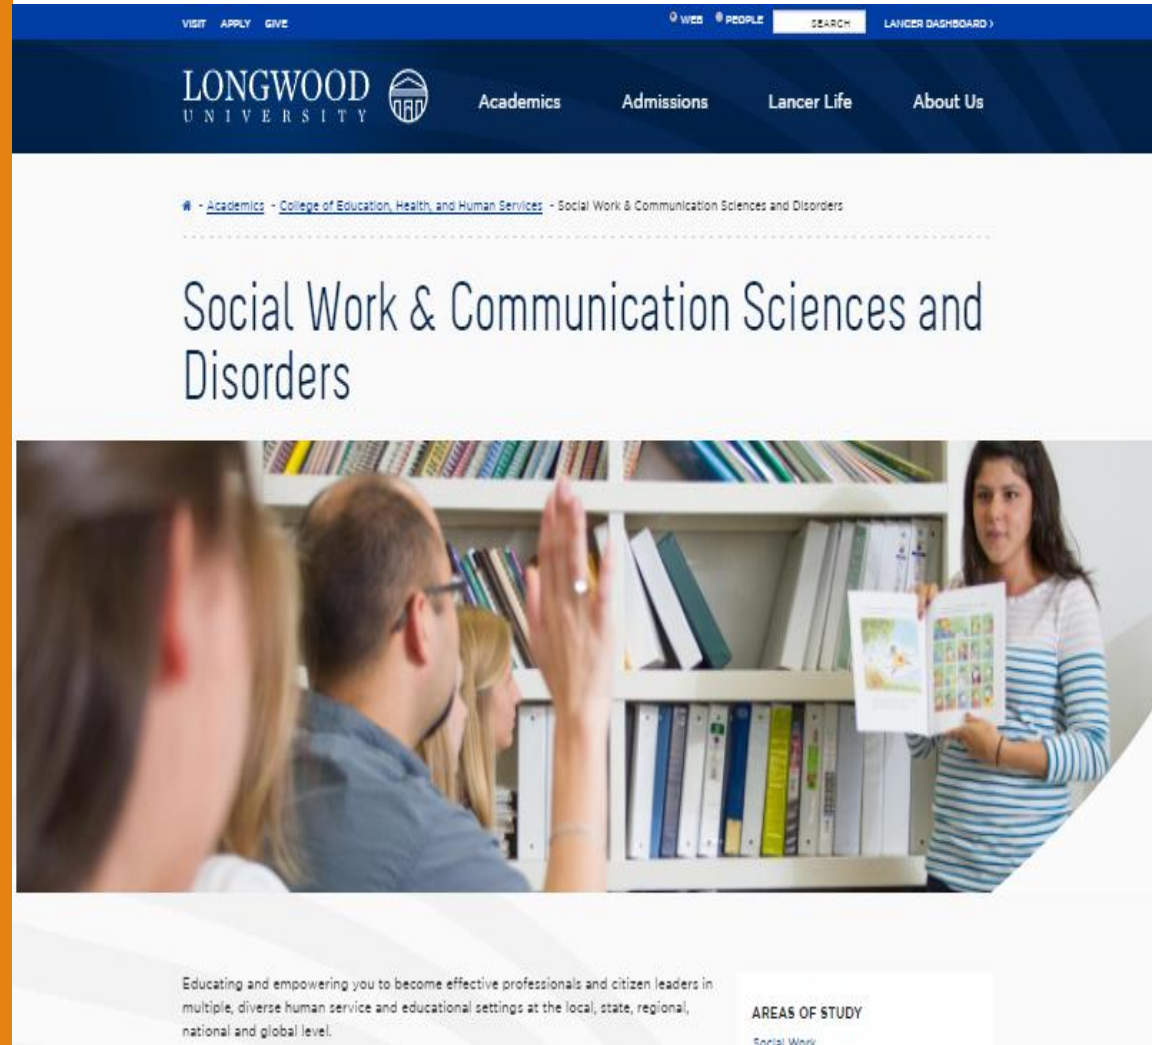 VISIT APPLY GIVE WEB PEOPLE SEARCH LANCER DASHBOARD ›
LONGWOOD
UNIVERSITY
Academics Admissions Lancer Life About Us
- Academics - College of Education, Health, and Human Services - Social Work & Communication Sciences and Disorders
Social Work & Communication Sciences and
Disorders
Educating and empowering you to become effective professionals and citizen leaders in
multiple, diverse human service and educational settings at the local, state, regional,
national and global level.
AREAS OF STUDY
Social Work